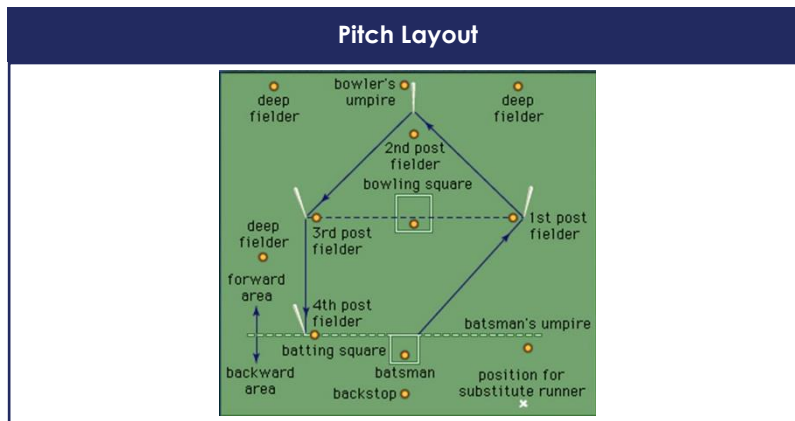 Pitch Layout
bowler's
umpire
deep
fielder
deep
fielder
2nd post
fielder
bowling square
1st post
fielder
3rd post
fielder
deep
fielder
forward
area
4th post
fielder
batsman's umpire
batting square
batsman
backward
area
position for
substitute runner
backstop